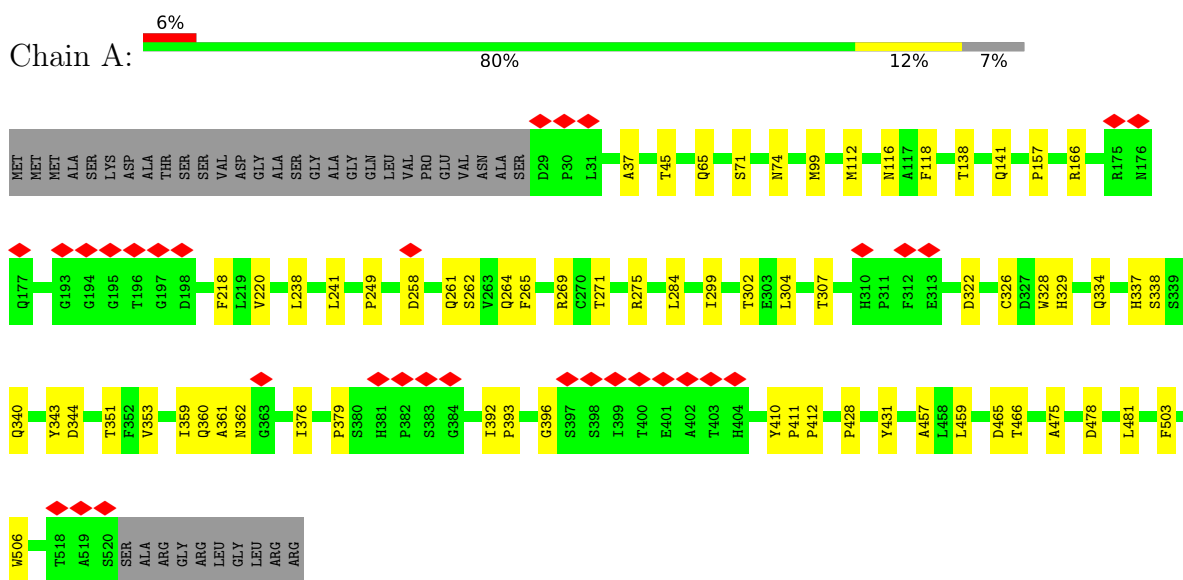 6%
Chain A:
80% 12% 7%
MET MET MET ALA SER LYS ASP ALA ALA THR SER SER VAL ASP GLY ALA SER GLY ALA GLY GLN LEU VAL PRO GLU VAL ASN ALA SER D29 P30 L31 A37 T45 Q65 S71 N74 M99 M112 N116 A117 F118 T138 Q141 P157 R166 R175 N176
Q177 G193 G194 G195 T196 G197 D198 F218 L219 V220 L238 L241 P249 D258 Q261 S262 V263 Q264 F265 R269 C270 T271 R275 L284 I299 T302 E303 L304 T307 H310 P311 F312 E313 D322 C326 D327 W328 H329 Q334 H337 S338 S339
Q340 Y343 D344 T351 F352 V353 I359 Q360 A361 N362 G363 I376 P379 S380 H381 P382 S383 G384 I392 P393 G396 S397 S398 I399 T400 E401 A402 T403 H404 Y410 P411 P412 P428 Y431 A457 L458 L459 D465 T466 A475 D478 L481 F503
W506 T518 A519 S520 SER ALA ARG GLY ARG LEU GLY LEU ARG ARG